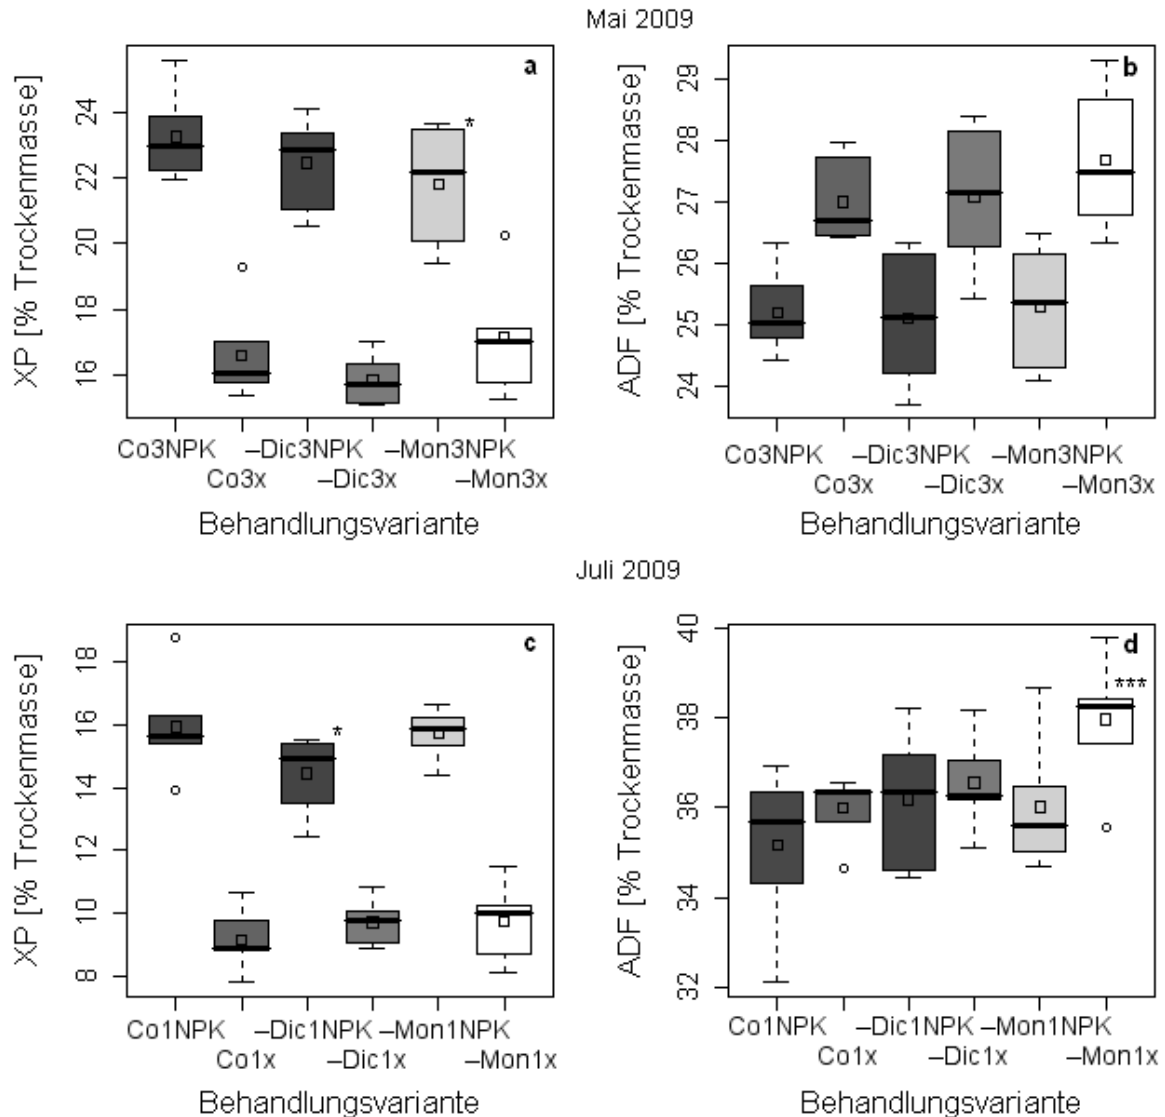 Mai 2009
a
XP [% Trockenmasse]
24
22
20
18
16
*
Co3NPK –Dic3NPK –Mon3NPK
Co3x –Dic3x –Mon3x
Behandlungsvariante
b
ADF [% Trockenmasse]
29
28
27
26
25
24
Co3NPK –Dic3NPK –Mon3NPK
Co3x –Dic3x –Mon3x
Behandlungsvariante
Juli 2009
c
XP [% Trockenmasse]
18
16
14
12
10
8
*
Co1NPK –Dic1NPK –Mon1NPK
Co1x –Dic1x –Mon1x
Behandlungsvariante
d
ADF [% Trockenmasse]
40
38
36
34
32
***
Co1NPK –Dic1NPK –Mon1NPK
Co1x –Dic1x –Mon1x
Behandlungsvariante